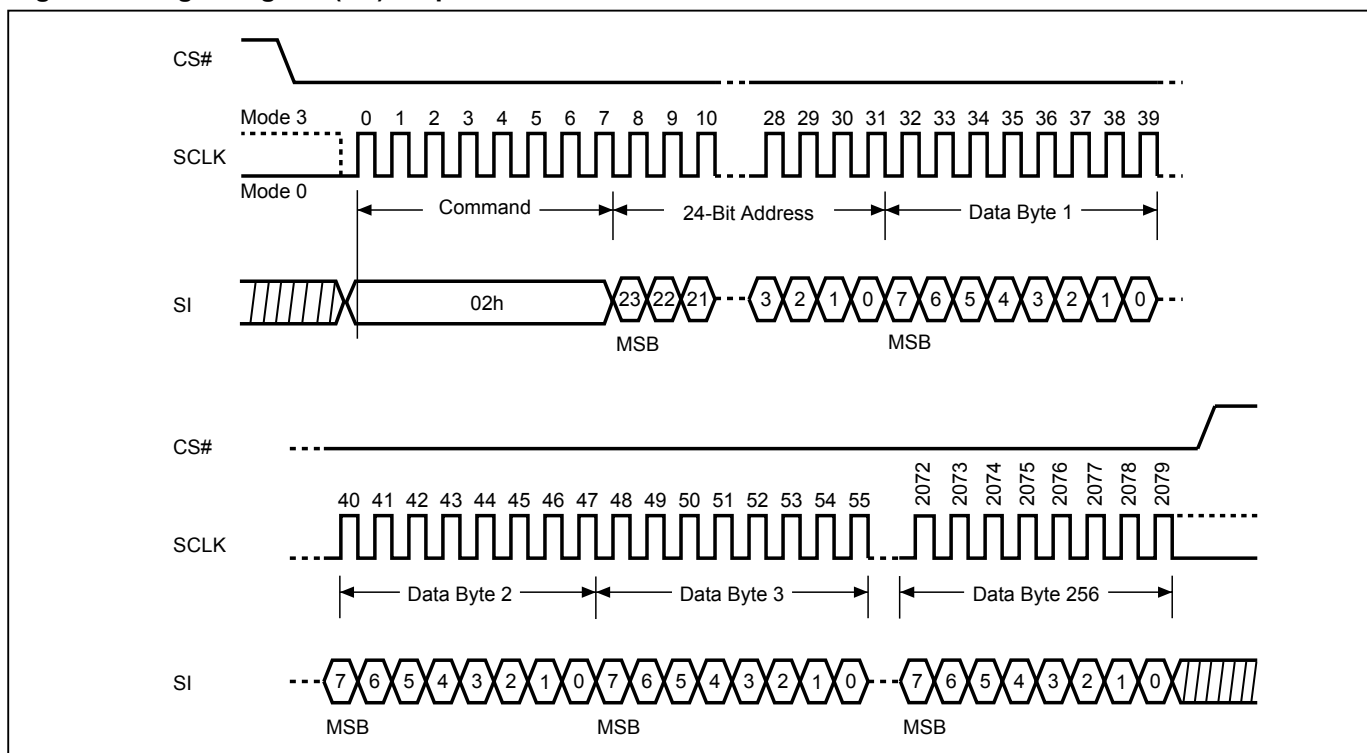 CS#
Mode 3
0 1 2 3 4 5 6 7 8 9 10 28 29 30 31 32 33 34 35 36 37 38 39
SCLK
Mode 0
Command 24-Bit Address Data Byte 1
SI 02h 23 22 21 3 2 1 0 7 6 5 4 3 2 1 0
MSB MSB
CS#
40 41 42 43 44 45 46 47 48 49 50 51 52 53 54 55 2072 2073 2074 2075 2076 2077 2078 2079
SCLK
Data Byte 2 Data Byte 3 Data Byte 256
SI 7 6 5 4 3 2 1 0 7 6 5 4 3 2 1 0 7 6 5 4 3 2 1 0
MSB MSB MSB